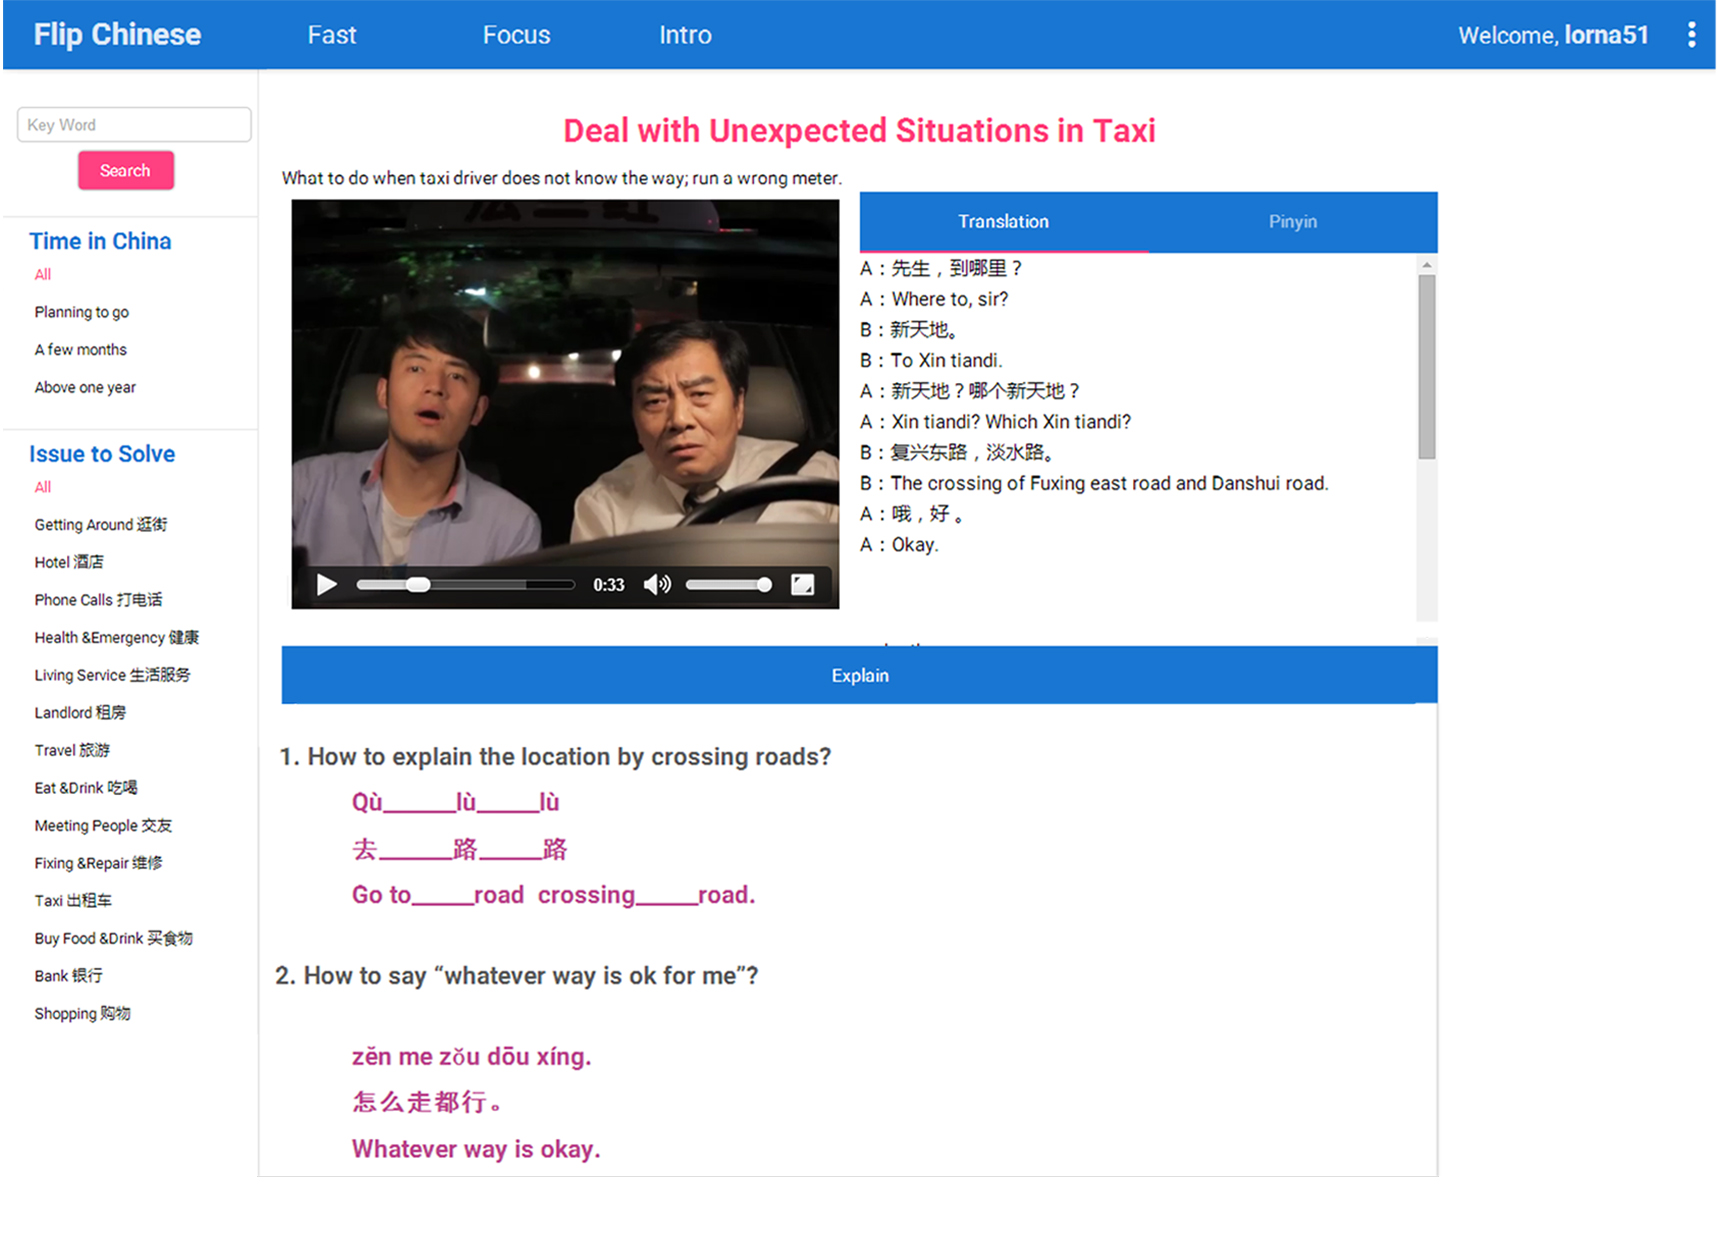 Flip Chinese
Fast
Focus
Intro
Welcome, lorna51
Key Word
Search
Time in China
All
Planning to go
A few months
Above one year
Issue to Solve
All
Getting Around 逛街
Hotel 酒店
Phone Calls 打电话
Health &Emergency 健康
Living Service 生活服务
Landlord 租房
Travel 旅游
Eat &Drink 吃喝
Meeting People 交友
Fixing &Repair 维修
Taxi 出租车
Buy Food &Drink 买食物
Bank 银行
Shopping 购物
Deal with Unexpected Situations in Taxi
What to do when taxi driver does not know the way; run a wrong meter.
0:33
Translation
Pinyin
A：先生，到哪里？
A：Where to, sir?
B：新天地。
B：To Xin tiandi.
A：新天地？哪个新天地？
A：Xin tiandi? Which Xin tiandi?
B：复兴东路，淡水路。
B：The crossing of Fuxing east road and Danshui road.
A：哦，好。
A：Okay.
Explain
1. How to explain the location by crossing roads?
Qù______lù_____lù
去______路_____路
Go to_____road crossing_____road.
2. How to say “whatever way is ok for me”?
zěn me zǒu dōu xíng.
怎么走都行。
Whatever way is okay.